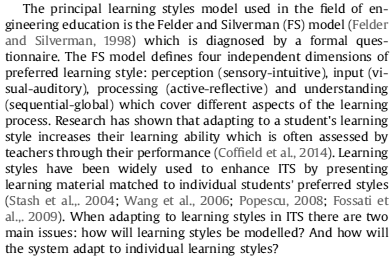 The principal learning styles model used in the field of en-
gineering education is the Felder and Silverman (FS) model (Felder
and Silverman, 1998) which is diagnosed by a formal ques-
tionnaire. The FS model defines four independent dimensions of
preferred learning style: perception (sensory-intuitive), input (vi-
sual-auditory), processing (active-reflective) and understanding
(sequential-global) which cover different aspects of the learning
process. Research has shown that adapting to a student's learning
style increases their learning ability which is often assessed by
teachers through their performance (Coffield et al., 2014). Learning
styles have been widely used to enhance ITS by presenting
learning material matched to individual students' preferred styles
(Stash et al.,. 2004; Wang et al., 2006; Popescu, 2008; Fossati et
al.,. 2009). When adapting to learning styles in ITS there are two
main issues: how will learning styles be modelled? And how will
the system adapt to individual learning styles?